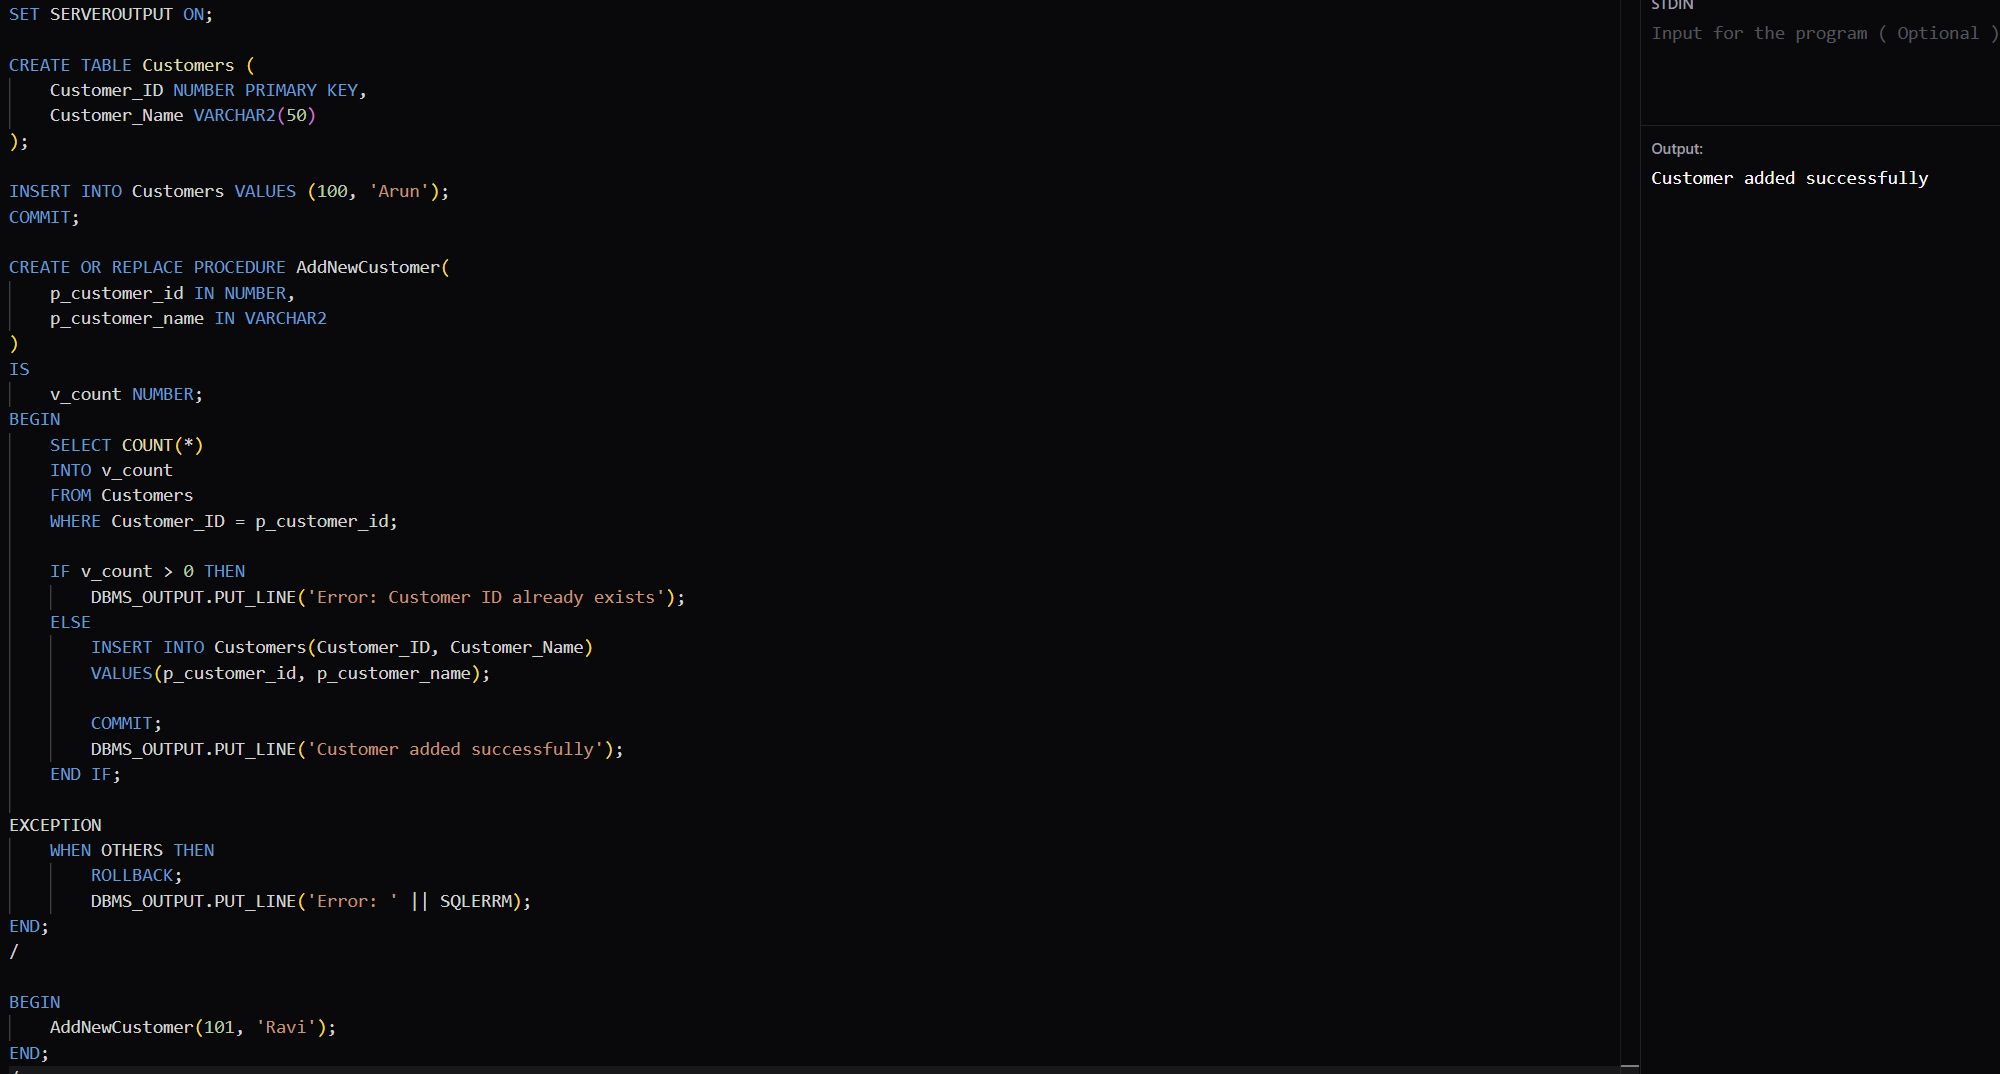 SET SERVEROUTPUT ON;
CREATE TABLE Customers (
    Customer_ID NUMBER PRIMARY KEY,
    Customer_Name VARCHAR2(50)
);
INSERT INTO Customers VALUES (100, 'Arun');
COMMIT;
CREATE OR REPLACE PROCEDURE AddNewCustomer(
    p_customer_id IN NUMBER,
    p_customer_name IN VARCHAR2
)
IS
    v_count NUMBER;
BEGIN
    SELECT COUNT(*)
    INTO v_count
    FROM Customers
    WHERE Customer_ID = p_customer_id;
    IF v_count > 0 THEN
        DBMS_OUTPUT.PUT_LINE('Error: Customer ID already exists');
    ELSE
        INSERT INTO Customers(Customer_ID, Customer_Name)
        VALUES(p_customer_id, p_customer_name);
        COMMIT;
        DBMS_OUTPUT.PUT_LINE('Customer added successfully');
    END IF;
EXCEPTION
    WHEN OTHERS THEN
        ROLLBACK;
        DBMS_OUTPUT.PUT_LINE('Error: ' || SQLERRM);
END;
/
BEGIN
    AddNewCustomer(101, 'Ravi');
END;
/
STDIN
Input for the program ( Optional )
Output:
Customer added successfully